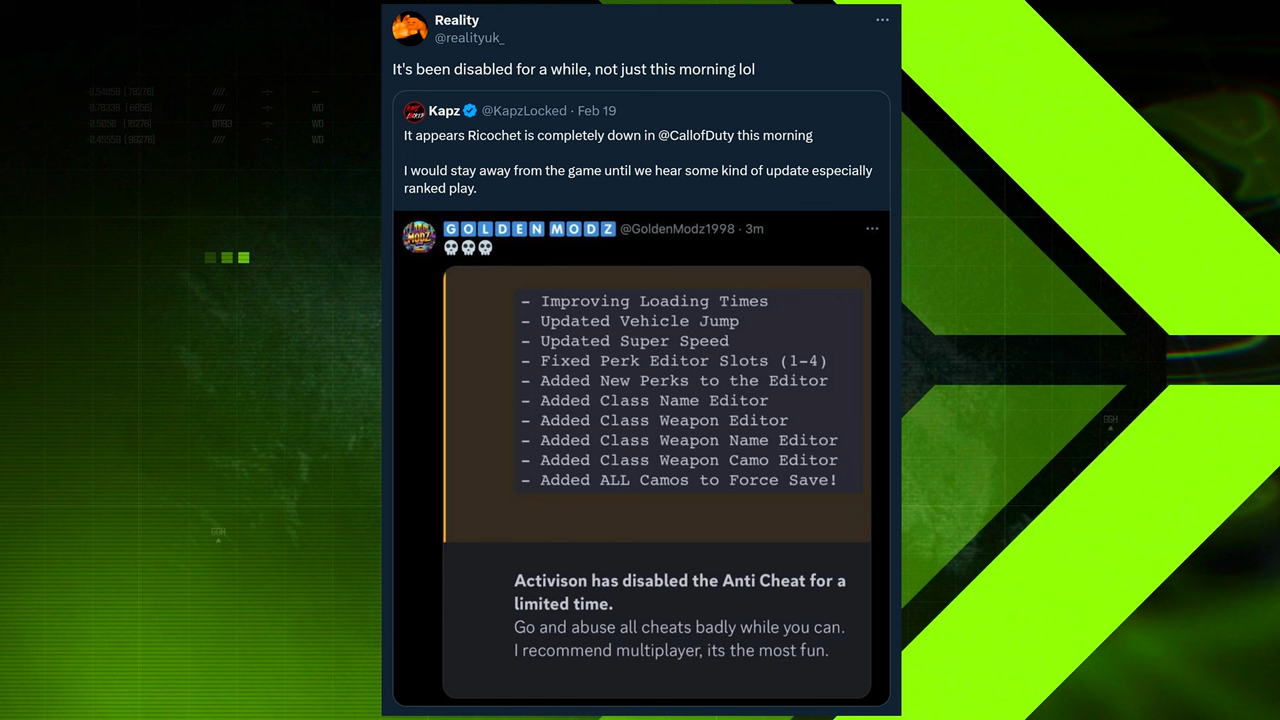 Reality
@realityuk_
It's been disabled for a while, not just this morning lol
Kapz @KapzLocked · Feb 19
It appears Ricochet is completely down in @CallofDuty this morning
I would stay away from the game until we hear some kind of update especially
ranked play.
GOLDEN MODZ @GoldenModz1998 · 3m
- Improving Loading Times
- Updated Vehicle Jump
- Updated Super Speed
- Fixed Perk Editor Slots (1-4)
- Added New Perks to the Editor
- Added Class Name Editor
- Added Class Weapon Editor
- Added Class Weapon Name Editor
- Added Class Weapon Camo Editor
- Added ALL Camos to Force Save!
Activison has disabled the Anti Cheat for a
limited time.
Go and abuse all cheats badly while you can.
I recommend multiplayer, its the most fun.